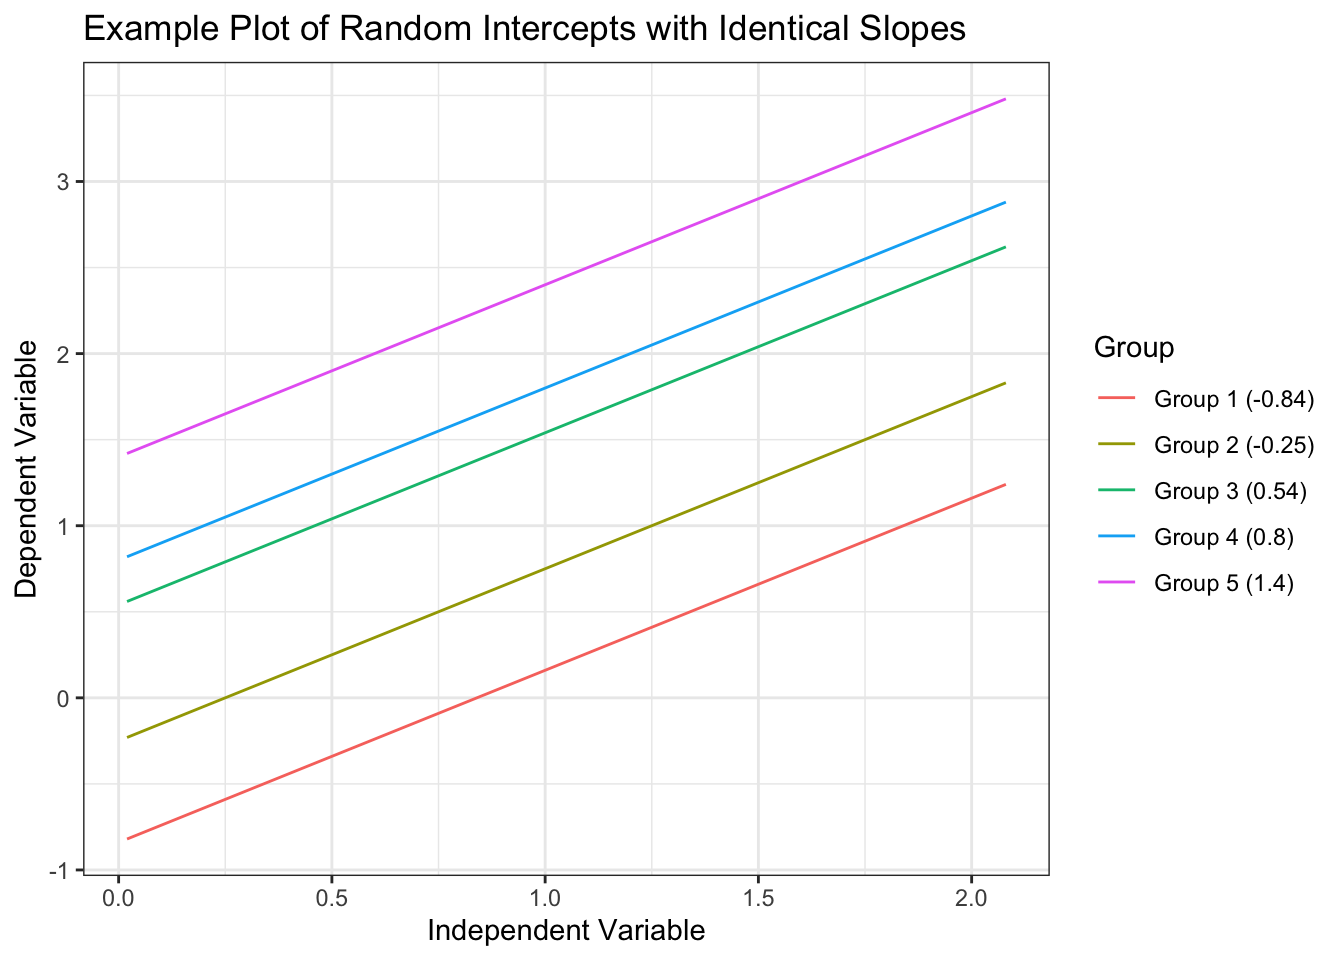 Example Plot of Random Intercepts with Identical Slopes
Dependent Variable
3
2
1
0
-1
0.0 0.5 1.0 1.5 2.0
Independent Variable
Group
Group 1 (-0.84)
Group 2 (-0.25)
Group 3 (0.54)
Group 4 (0.8)
Group 5 (1.4)